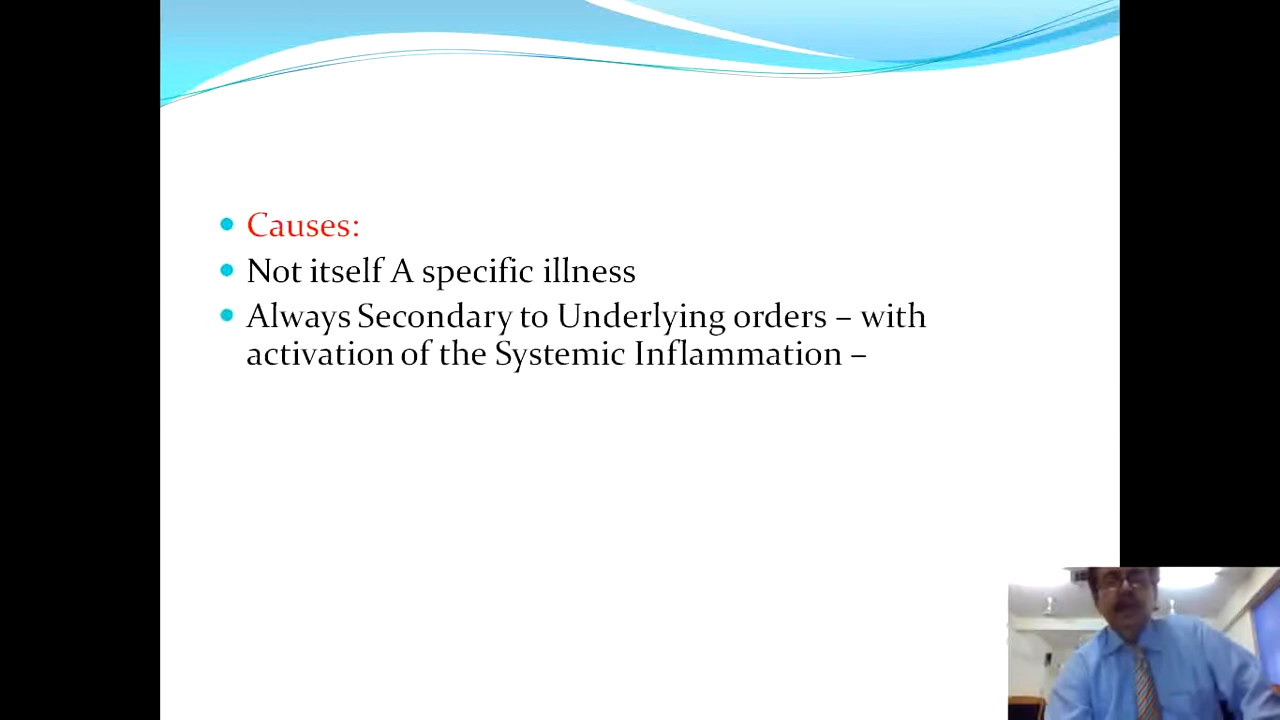 Causes:
Not itself A specific illness
Always Secondary to Underlying orders – with
activation of the Systemic Inflammation –